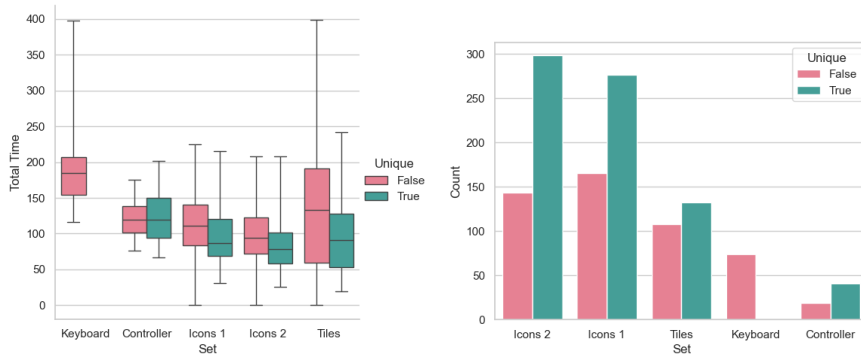 400
350
300
250
200
150
100
50
0
Total Time
Keyboard
Controller
Icons 1
Icons 2
Tiles
Set
Unique
False
True
300
250
200
150
100
50
0
Count
Unique
False
True
Icons 2
Icons 1
Tiles
Keyboard
Controller
Set